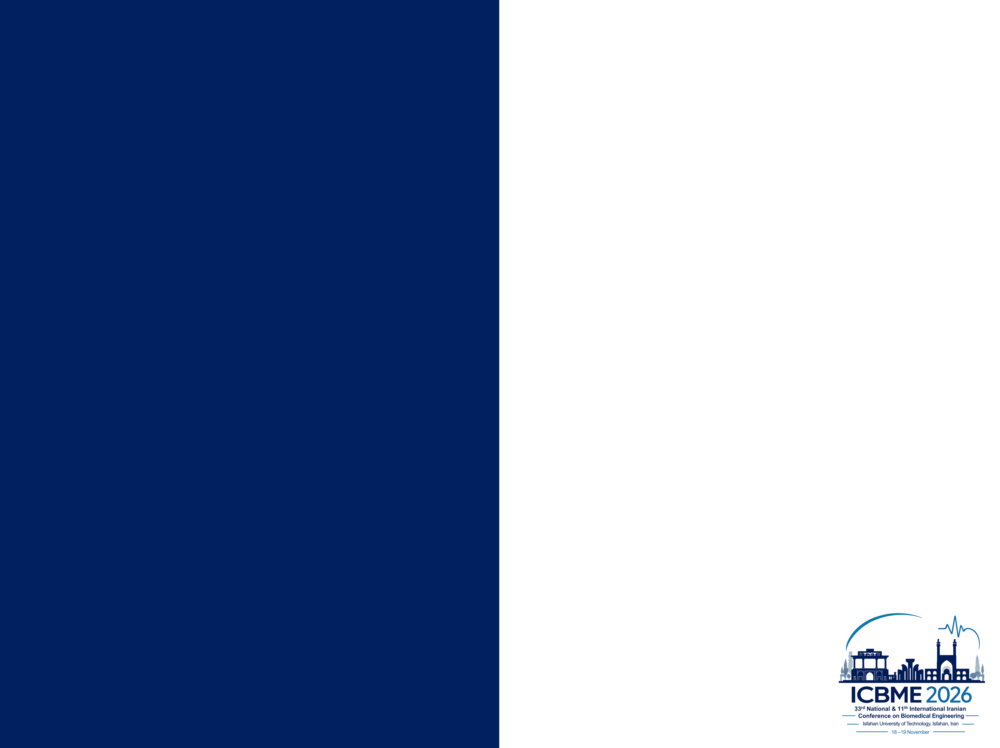 ICBME 2026
33rd National & 11th International Iranian
Conference on Biomedical Engineering
Isfahan University of Technology, Isfahan, Iran
18 –19 November